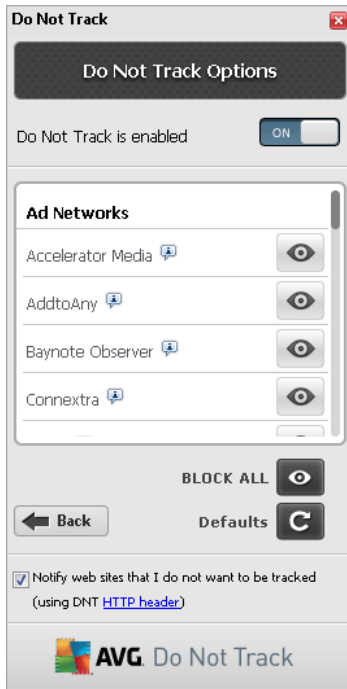 Do Not Track
Do Not Track Options
Do Not Track is enabled
ON
Ad Networks
Accelerator Media
AddtoAny
Baynote Observer
Connextra
BLOCK ALL
Back
Defaults
Notify web sites that I do not want to be tracked
(using DNT HTTP header)
AVG. Do Not Track